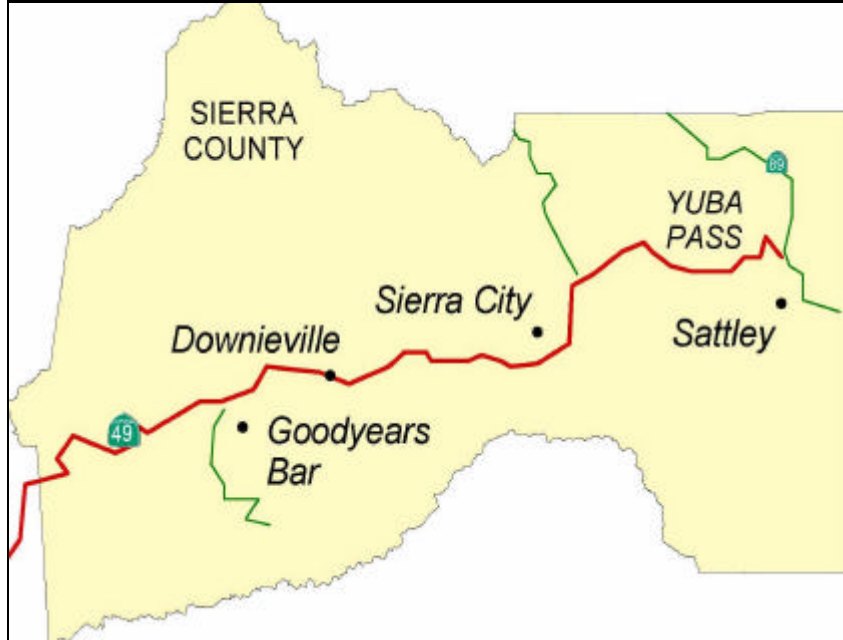 SIERRA
COUNTY
89
YUBA
PASS
Sierra City
Downieville
Sattley
49
Goodyears
Bar